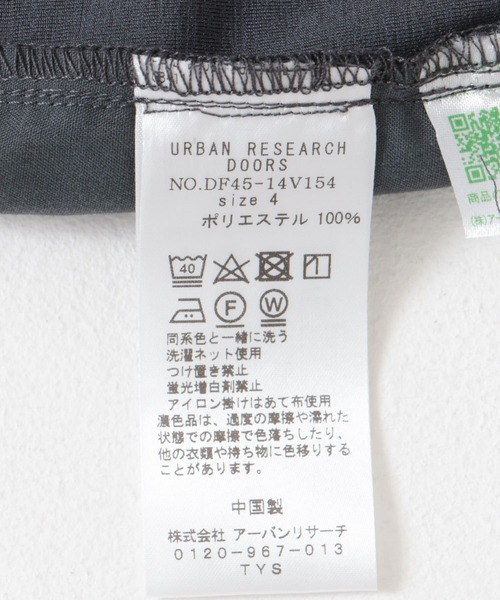 URBAN RESEARCH
DOORS
NO.DF45-14V154
size 4
ポリエステル 100%
40
F
W
同系色と一緒に洗う
洗濯ネット使用
つけ置き禁止
蛍光増白剤禁止
アイロン掛けはあて布使用
濃色品は、過度の摩擦や濡れた
状態での摩擦で色落ちしたり、
他の衣類や持ち物に色移りする
ことがあります。
中国製
株式会社 アーバンリサーチ
0120-967-013
TYS
商品
(株)アー